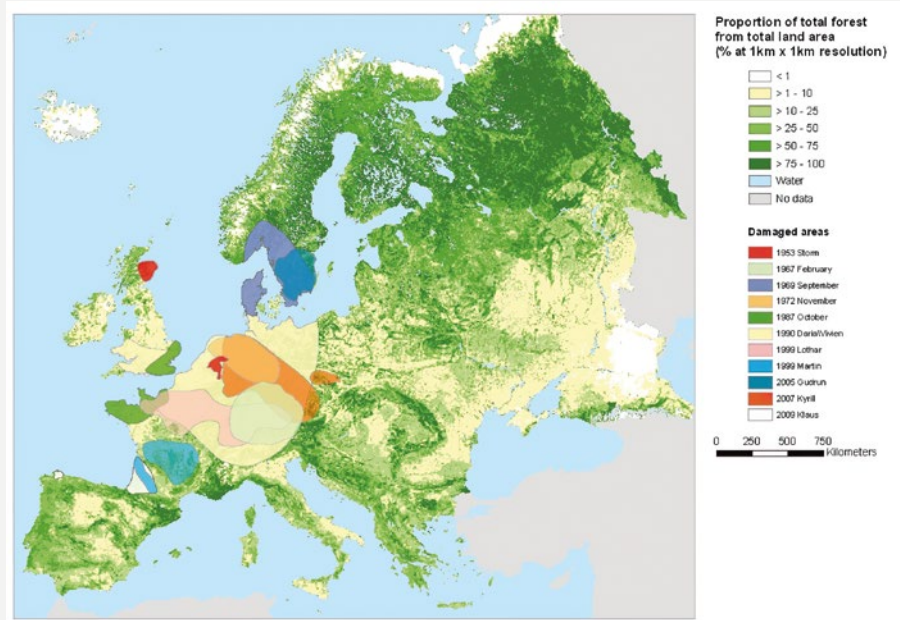 Proportion of total forest
from total land area
(% at 1km x 1km resolution)
< 1
> 1 - 10
> 10 - 25
> 25 - 50
> 50 - 75
> 75 - 100
Water
No data
Damaged areas
1953 Storm
1967 February
1969 September
1972 November
1987 October
1990 Daria/Vivien
1999 Lothar
1999 Martin
2005 Gudrun
2007 Kyrill
2009 Klaus
0 250 500 750
Kilometers